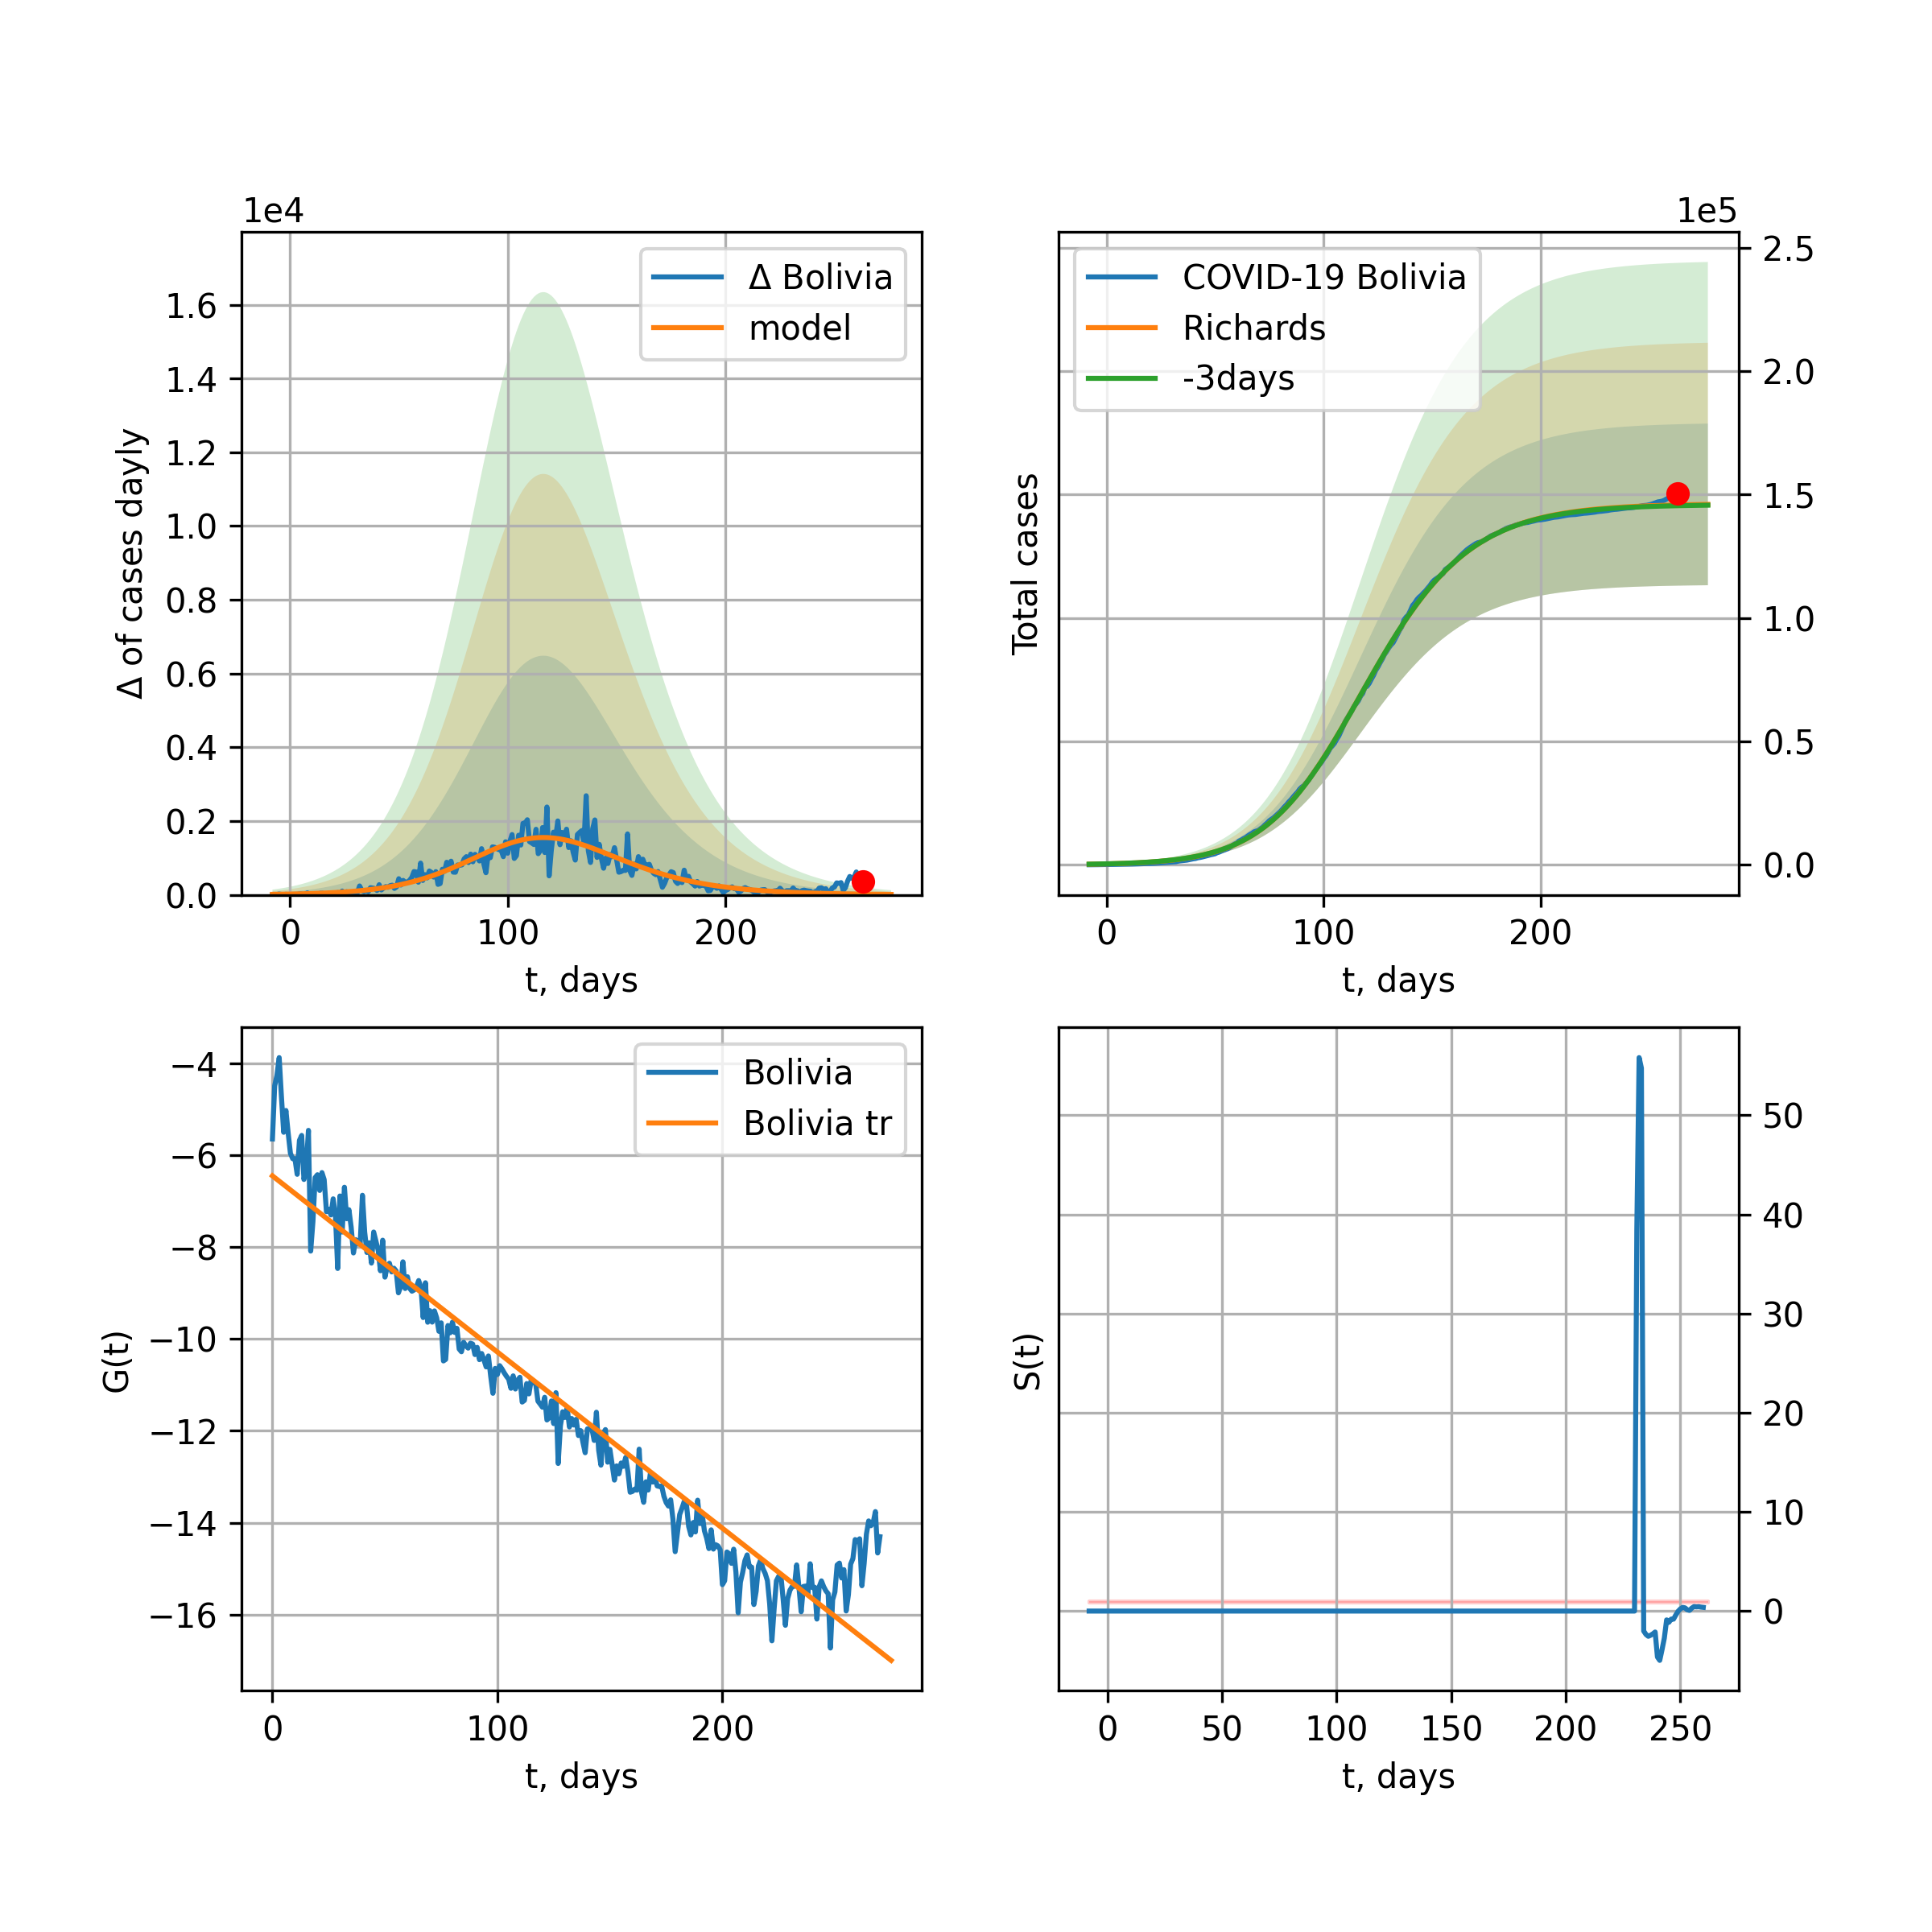 1e4
Δ Bolivia
model
1.6
1.4
1.2
1.0
0.8
0.6
0.4
0.2
0.0
Δ of cases dayly
0 100 200
t, days
1e5
COVID-19 Bolivia
Richards
-3days
2.5
2.0
1.5
1.0
0.5
0.0
Total cases
0 100 200
t, days
Bolivia
Bolivia tr
−4
−6
−8
−10
−12
−14
−16
G(t)
0 100 200
t, days
50
40
30
20
10
0
S(t)
0 50 100 150 200 250
t, days